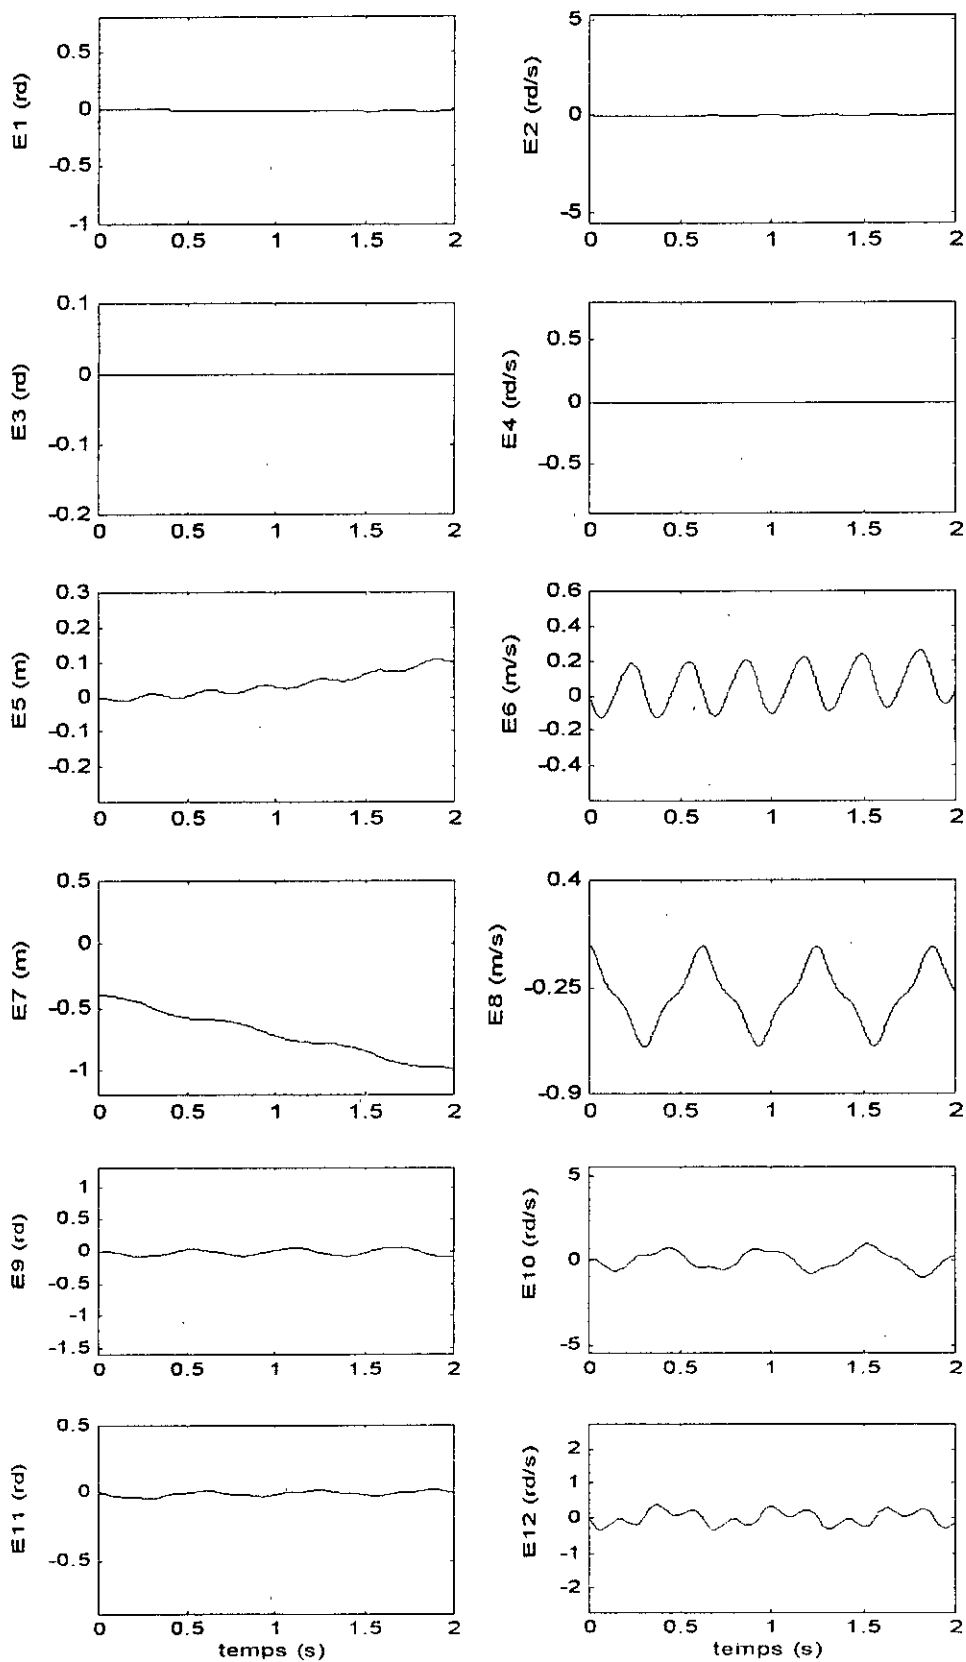 0.5
0
-0.5
-1
0 0.5 1 1.5 2
E1 (rd)
5
0
-5
0 0.5 1 1.5 2
E2 (rd/s)
0.1
0
-0.1
-0.2
0 0.5 1 1.5 2
E3 (rd)
0.5
0
-0.5
0 0.5 1 1.5 2
E4 (rd/s)
0.3
0.2
0.1
0
-0.1
-0.2
0 0.5 1 1.5 2
E5 (m)
0.6
0.4
0.2
0
-0.2
-0.4
0 0.5 1 1.5 2
E6 (m/s)
0.5
0
-0.5
-1
0 0.5 1 1.5 2
E7 (m)
0.4
-0.25
-0.9
0 0.5 1 1.5 2
E8 (m/s)
1
0.5
0
-0.5
-1
-1.5
0 0.5 1 1.5 2
E9 (rd)
5
0
-5
0 0.5 1 1.5 2
E10 (rd/s)
0.5
0
-0.5
0 0.5 1 1.5 2
E11 (rd)
temps (s)
2
1
0
-1
-2
0 0.5 1 1.5 2
E12 (rd/s)
temps (s)